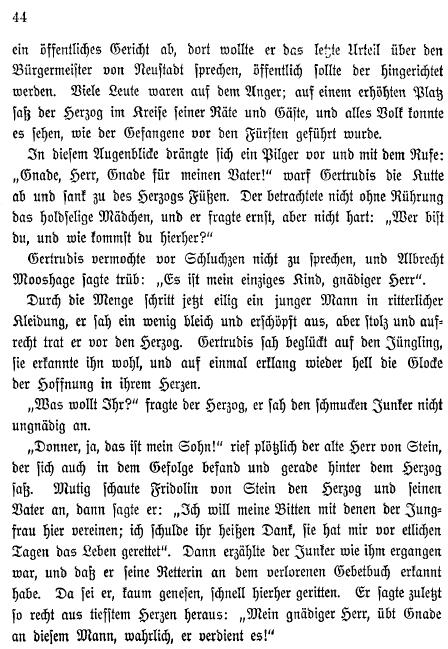 44
ein öffentliches Gericht ab, dort wollte er das letzte Urteil über den
Bürgermeister von Neustadt sprechen, öffentlich sollte der hingerichtet
werden. Viele Leute waren auf dem Anger; auf einem erhöhten Platz
saß der Herzog im Kreise seiner Räte und Gäste, und alles Volk konnte
es sehen, wie der Gefangene vor den Fürsten geführt wurde.
In diesem Augenblicke drängte sich ein Pilger vor und mit dem Rufe:
„Gnade, Herr, Gnade für meinen Vater!“ warf Gertrudis die Kutte
ab und sank zu des Herzogs Füßen. Der betrachtete nicht ohne Rührung
das holdselige Mädchen, und er fragte ernst, aber nicht hart: „Wer bist
du, und wie kommst du hierher?“
Gertrudis vermochte vor Schluchzen nicht zu sprechen, und Albrecht
Mooshage sagte trüb: „Es ist mein einziges Kind, gnädiger Herr“.
Durch die Menge schritt jetzt eilig ein junger Mann in ritterlicher
Kleidung, er sah ein wenig bleich und erschöpft aus, aber stolz und auf-
recht trat er vor den Herzog. Gertrudis sah beglückt auf den Jüngling,
sie erkannte ihn wohl, und auf einmal erklang wieder hell die Glocke
der Hoffnung in ihrem Herzen.
„Was wollt Ihr?“ fragte der Herzog, er sah den schmucken Junker nicht
ungnädig an.
„Donner, ja, das ist mein Sohn!“ rief plötzlich der alte Herr von Stein,
der sich auch in dem Gefolge befand und gerade hinter dem Herzog
saß. Mutig schaute Fridolin von Stein den Herzog und seinen
Vater an, dann sagte er: „Ich will meine Bitten mit denen der Jung-
frau hier vereinen; ich schulde ihr heißen Dank, sie hat mir vor etlichen
Tagen das Leben gerettet“. Dann erzählte der Junker wie ihm ergangen
war, und daß er seine Retterin an dem verlorenen Gebetbuch erkannt
habe. Da sei er, kaum genesen, schnell hierher geritten. Er sagte zuletzt
so recht aus tiefstem Herzen heraus: „Mein gnädiger Herr, übt Gnade
an diesem Mann, wahrlich, er verdient es!“